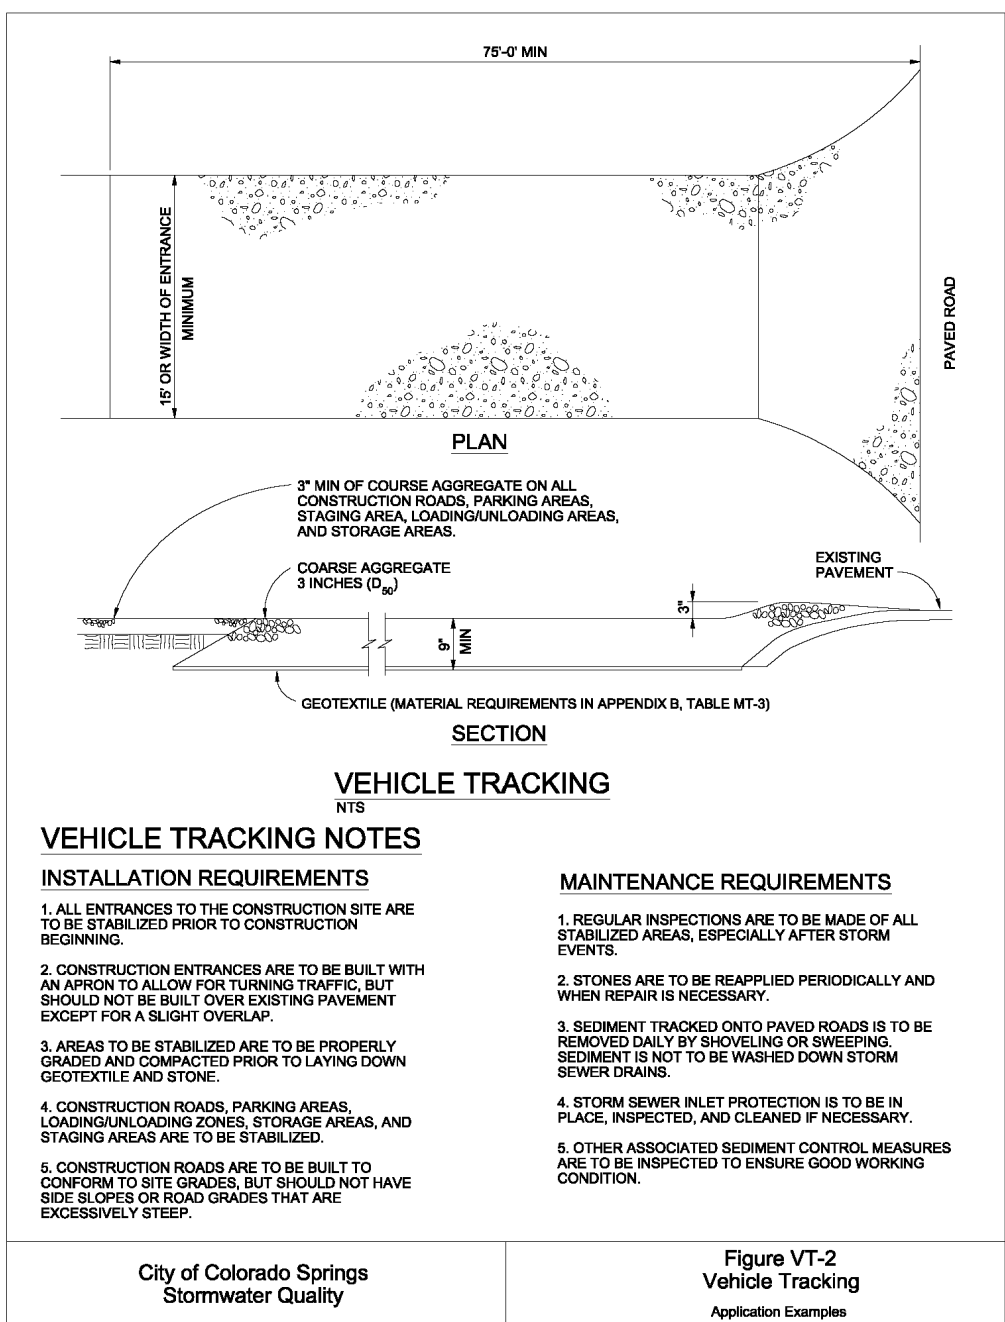 75'-0' MIN
15' OR WIDTH OF ENTRANCE
MINIMUM
PAVED ROAD
PLAN
3" MIN OF COURSE AGGREGATE ON ALL
CONSTRUCTION ROADS, PARKING AREAS,
STAGING AREA, LOADING/UNLOADING AREAS,
AND STORAGE AREAS.
COARSE AGGREGATE
3 INCHES (D50)
EXISTING
PAVEMENT
3"
9"
MIN
GEOTEXTILE (MATERIAL REQUIREMENTS IN APPENDIX B, TABLE MT-3)
SECTION
VEHICLE TRACKING
NTS
VEHICLE TRACKING NOTES
INSTALLATION REQUIREMENTS
1. ALL ENTRANCES TO THE CONSTRUCTION SITE ARE
TO BE STABILIZED PRIOR TO CONSTRUCTION
BEGINNING.
2. CONSTRUCTION ENTRANCES ARE TO BE BUILT WITH
AN APRON TO ALLOW FOR TURNING TRAFFIC, BUT
SHOULD NOT BE BUILT OVER EXISTING PAVEMENT
EXCEPT FOR A SLIGHT OVERLAP.
3. AREAS TO BE STABILIZED ARE TO BE PROPERLY
GRADED AND COMPACTED PRIOR TO LAYING DOWN
GEOTEXTILE AND STONE.
4. CONSTRUCTION ROADS, PARKING AREAS,
LOADING/UNLOADING ZONES, STORAGE AREAS, AND
STAGING AREAS ARE TO BE STABILIZED.
5. CONSTRUCTION ROADS ARE TO BE BUILT TO
CONFORM TO SITE GRADES, BUT SHOULD NOT HAVE
SIDE SLOPES OR ROAD GRADES THAT ARE
EXCESSIVELY STEEP.
MAINTENANCE REQUIREMENTS
1. REGULAR INSPECTIONS ARE TO BE MADE OF ALL
STABILIZED AREAS, ESPECIALLY AFTER STORM
EVENTS.
2. STONES ARE TO BE REAPPLIED PERIODICALLY AND
WHEN REPAIR IS NECESSARY.
3. SEDIMENT TRACKED ONTO PAVED ROADS IS TO BE
REMOVED DAILY BY SHOVELING OR SWEEPING.
SEDIMENT IS NOT TO BE WASHED DOWN STORM
SEWER DRAINS.
4. STORM SEWER INLET PROTECTION IS TO BE IN
PLACE, INSPECTED, AND CLEANED IF NECESSARY.
5. OTHER ASSOCIATED SEDIMENT CONTROL MEASURES
ARE TO BE INSPECTED TO ENSURE GOOD WORKING
CONDITION.
City of Colorado Springs
Stormwater Quality
Figure VT-2
Vehicle Tracking
Application Examples